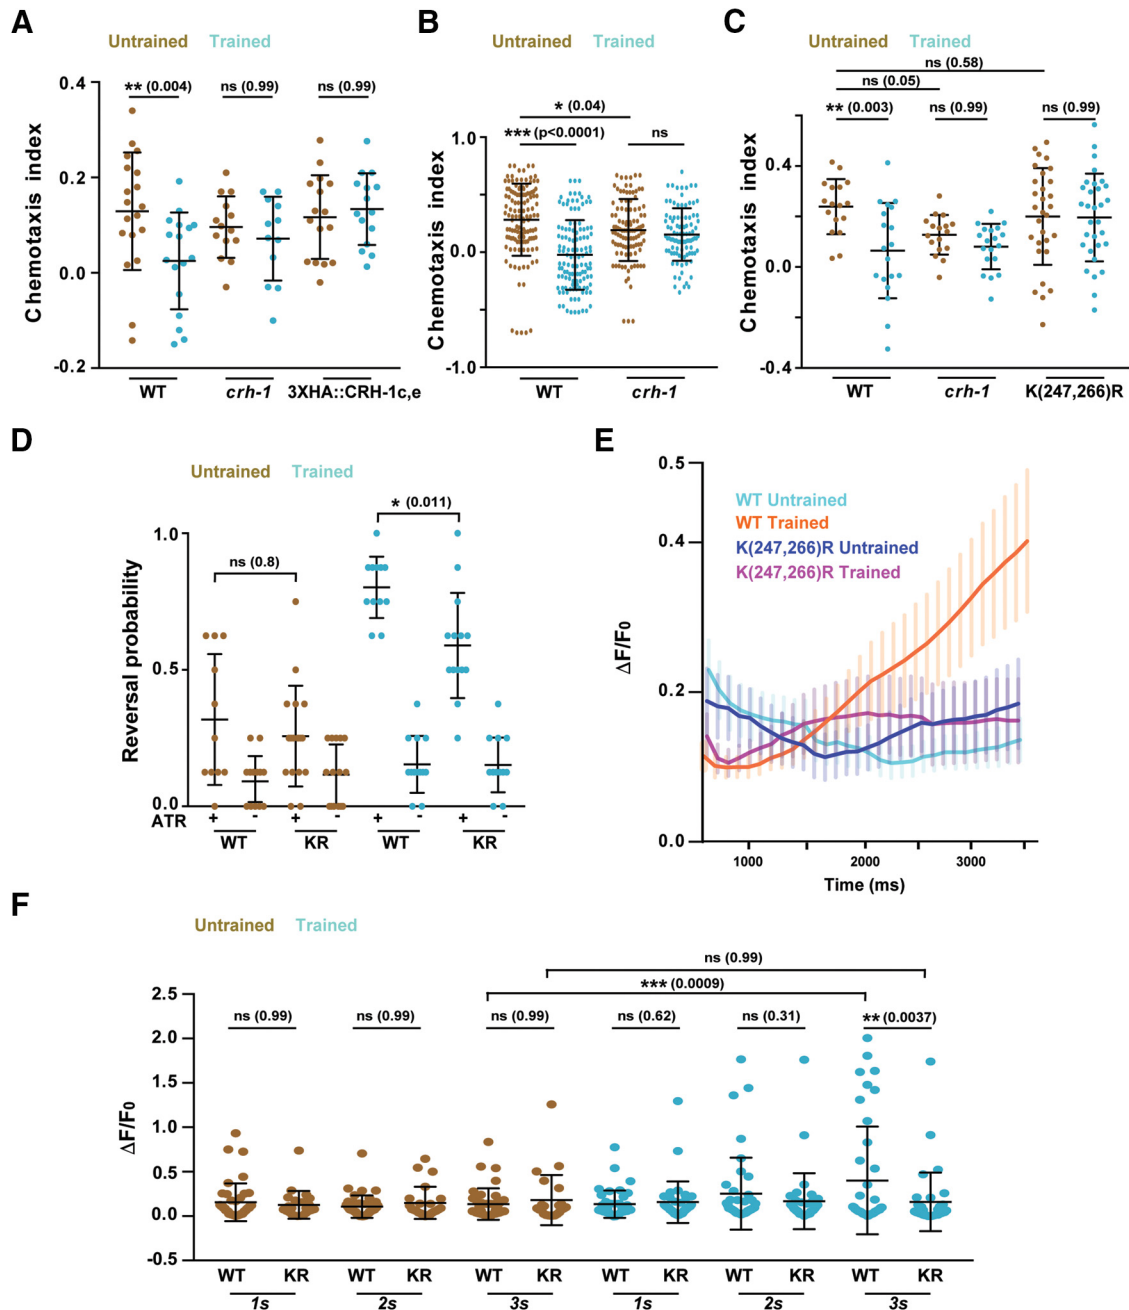 A
Untrained Trained
Chemotaxis index
0.4
0.2
0.0
-0.2
** (0.004)
ns (0.99)
ns (0.99)
WT
crh-1
3XHA::CRH-1c,e
B
Untrained Trained
Chemotaxis index
1.0
0.0
-1.0
* (0.04)
*** (p<0.0001)
ns
WT
crh-1
C
Untrained Trained
Chemotaxis index
0.4
0.0
-0.4
ns (0.58)
ns (0.05)
** (0.003)
ns (0.99)
ns (0.99)
WT
crh-1
K(247,266)R
D
Untrained Trained
Reversal probability
1.0
0.5
0.0
* (0.011)
ns (0.8)
ATR + - + - + - + -
WT KR WT KR
E
ΔF/F0
0.5
0.4
0.2
0.0
WT Untrained
WT Trained
K(247,266)R Untrained
K(247,266)R Trained
1000 2000 3000
Time (ms)
F
Untrained Trained
ΔF/F0
2.5
2.0
1.5
1.0
0.5
0.0
-0.5
ns (0.99)
*** (0.0009)
ns (0.99) ns (0.99) ns (0.99) ns (0.62) ns (0.31) ** (0.0037)
WT KR WT KR WT KR WT KR WT KR WT KR
1s 2s 3s 1s 2s 3s